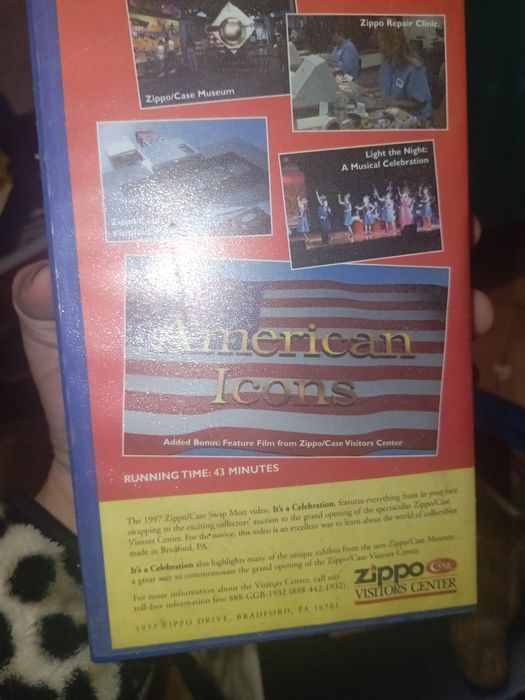 Zippo Repair Clinic
Zippo/Case Museum
Light the Night:
A Musical Celebration
American
Icons
Added Bonus: Feature Film from Zippo/Case Visitors Center
RUNNING TIME: 43 MINUTES
The 1997 Zippo/Case Swap Meet video, It's a Celebration, features everything from in-your-face
swapping to the exciting collectors' auction to the grand opening of the spectacular Zippo/Case
Visitors Center. For the novice, this video is an excellent way to learn about the world of collectibles
made in Bradford, PA.
It's a Celebration also highlights many of the unique exhibits from the new Zippo/Case Museum...
a great way to commemorate the grand opening of the Zippo/Case Visitors Center.
For more information about the Visitors Center, call our
toll-free information line 888-GGB-1932 (888-442-1932).
1932 ZIPPO DRIVE, BRADFORD, PA 16701
zippo Case
VISITORS CENTER